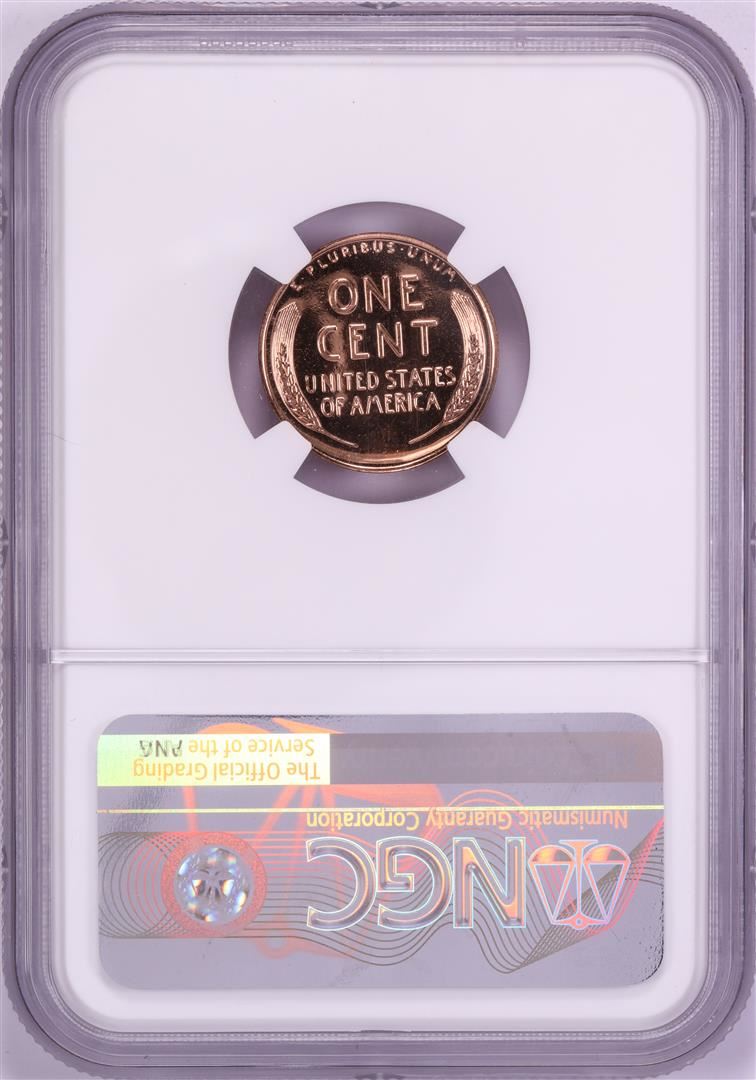 E · PLURIBUS · UNUM
ONE
CENT
UNITED STATES
OF AMERICA
The Official Grading
Service of the ANA
Numismatic Guaranty Corporation
NGC